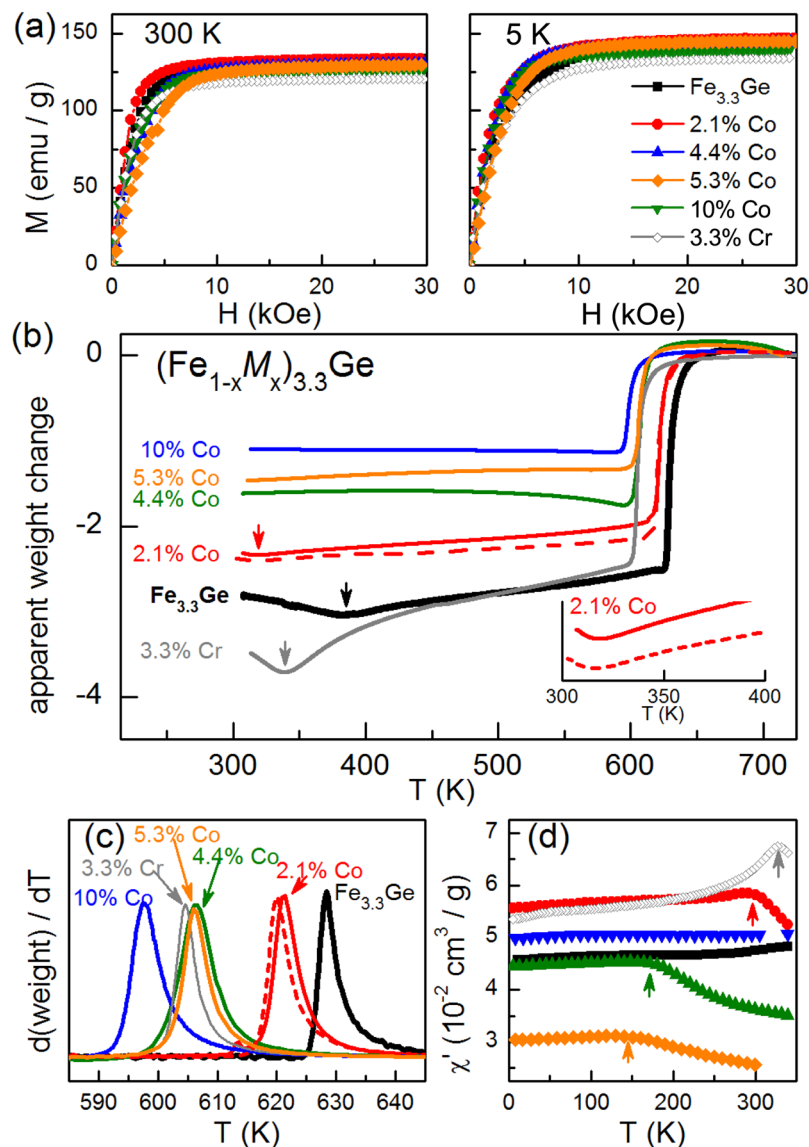 (a)
300 K
5 K
M (emu / g)
150
100
50
0
0 10 20 30
H (kOe)
0 10 20 30
H (kOe)
Fe3.3Ge
2.1% Co
4.4% Co
5.3% Co
10% Co
3.3% Cr
(b)
(Fe1-xMx)3.3Ge
apparent weight change
0
-2
-4
10% Co
5.3% Co
4.4% Co
2.1% Co
Fe3.3Ge
3.3% Cr
2.1% Co
300 350 400
T (K)
300 400 500 600 700
T (K)
(c)
5.3% Co
4.4% Co
3.3% Cr
2.1% Co
10% Co
Fe3.3Ge
d(weight) / dT
590 600 610 620 630 640
T (K)
(d)
χ' (10-2 cm3 / g)
7
6
5
4
3
0 100 200 300
T (K)